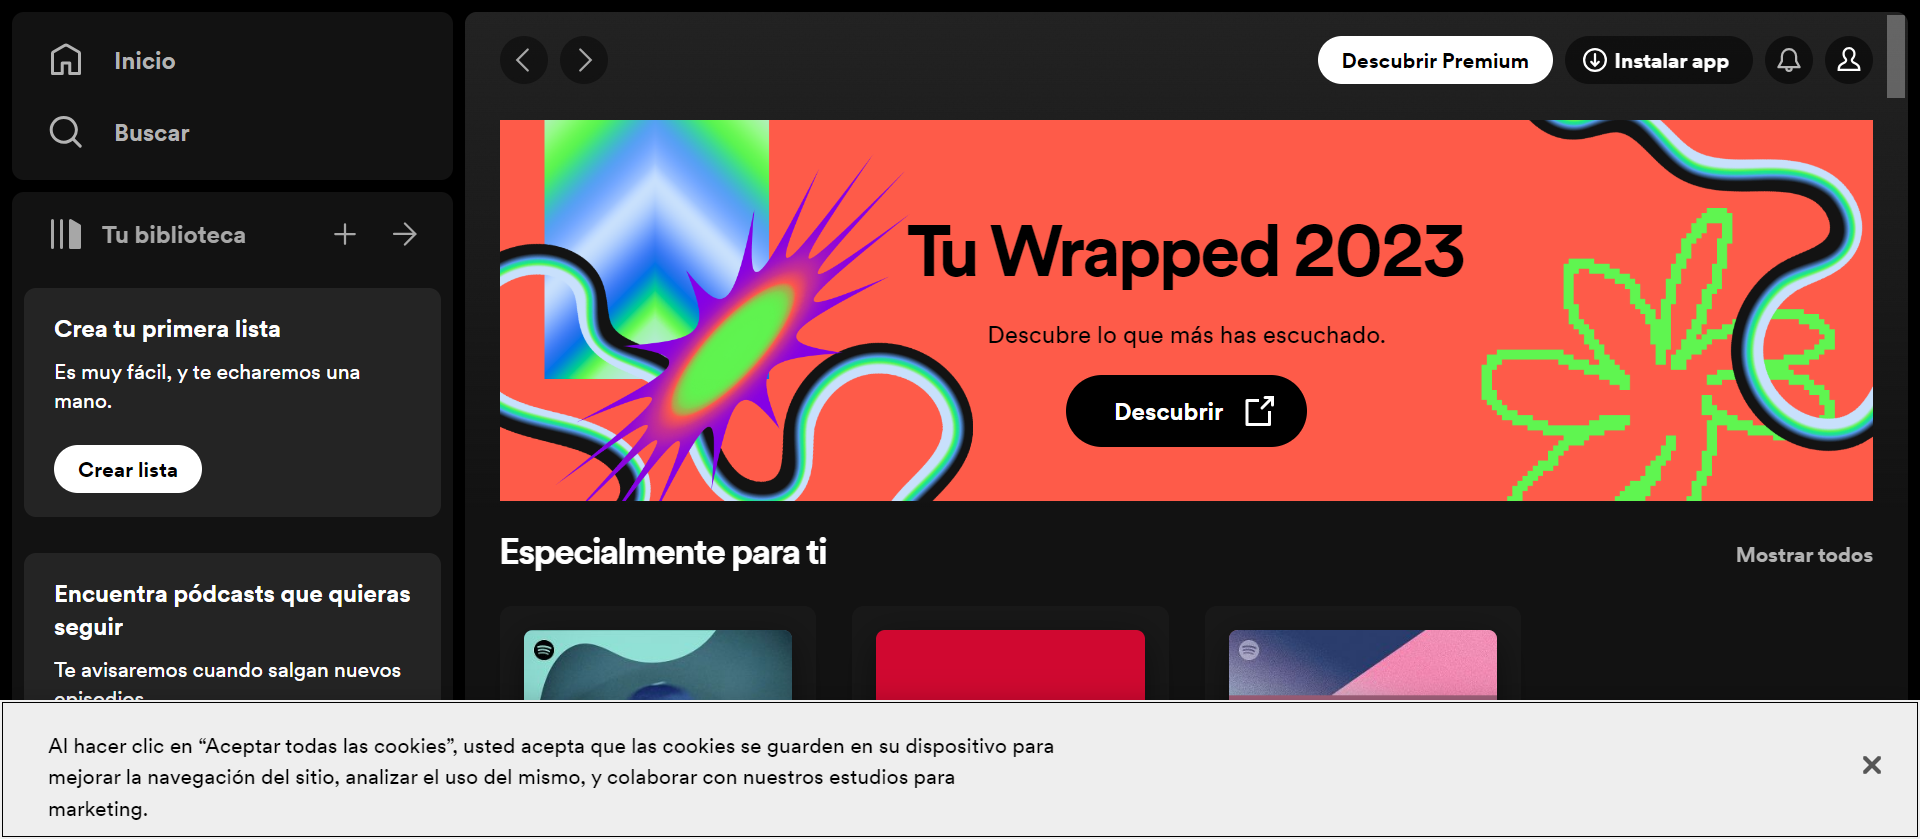 Inicio
Buscar
Tu biblioteca
Crea tu primera lista
Es muy fácil, y te echaremos una
mano.
Crear lista
Encuentra pódcasts que quieras
seguir
Te avisaremos cuando salgan nuevos
episodios.
Descubrir Premium
Instalar app
Tu Wrapped 2023
Descubre lo que más has escuchado.
Descubrir
Especialmente para ti
Mostrar todos
Al hacer clic en “Aceptar todas las cookies”, usted acepta que las cookies se guarden en su dispositivo para
mejorar la navegación del sitio, analizar el uso del mismo, y colaborar con nuestros estudios para
marketing.